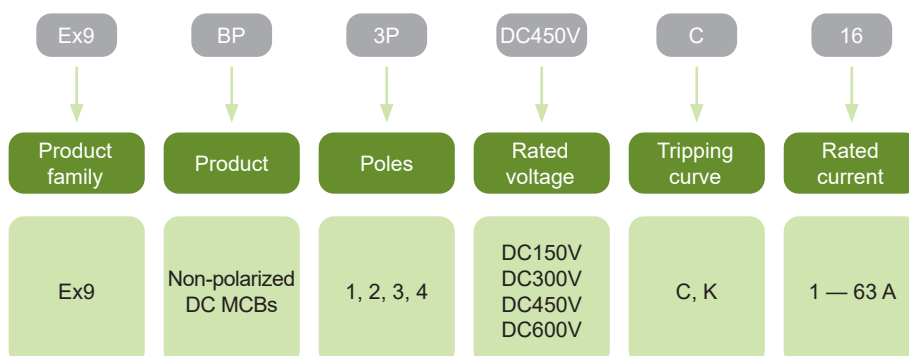 Ex9
BP
3P
DC450V
C
16
Product
family
Product
Poles
Rated
voltage
Tripping
curve
Rated
current
Ex9
Non-polarized
DC MCBs
1, 2, 3, 4
DC150V
DC300V
DC450V
DC600V
C, K
1 — 63 A